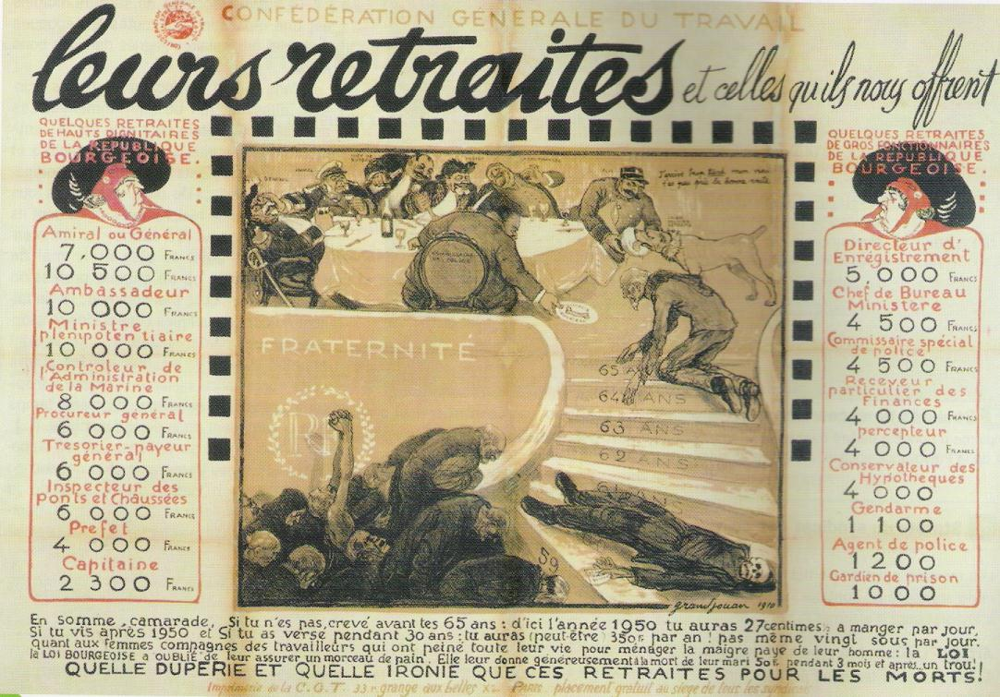 CONFÉDÉRATION GÉNÉRALE DU TRAVAIL
leurs retraites et celles qu'ils nous offrent
QUELQUES RETRAITES
DE HAUTS DIGNITAIRES
DE LA RÉPUBLIQUE
BOURGEOISE.
Amiral ou Général
7,000 FRANCS
10 500 FRANCS
Ambassadeur
10 000 FRANCS
Ministre
plénipotentiaire
10 000 FRANCS
Controleur de
l'Administration
de la Marine
8 000 FRANCS
Procureur général
6 000 FRANCS
Tresorier-payeur
général
6 000 FRANCS
Inspecteur des
ponts et Chaussées
6 000 FRANCS
Prefet
4 000 FRANCS
Capitaine
2 300 FRANCS
J'arrive
COMMISSAIRE
DE POLICE
FRATERNITÉ
RF
65 ANS
64 ANS
63 ANS
62 ANS
61 ANS
59
grandjouan 1910
QUELQUES RETRAITES
DE GROS FONCTIONNAIRES
DE LA RÉPUBLIQUE
BOURGEOISE.
Directeur d'
Enregistrement
5,000 FRANCS
Chef de Bureau
Ministère
4 500 FRANCS
Commissaire spécial
de police
4 500 FRANCS
Receveur
particulier des
Finances
4 000 FRANCS
percepteur
4 000 FRANCS
Conservateur des
Hypothèques
4 000
Gendarme
1 100
Agent de police
1200
Gardien de prison
1000
En somme, camarade, Si tu n'es pas, crevé avant tes 65 ans : d'ici l'année 1950 tu auras 27 centimes à manger par jour,
Si tu vis après 1950 et Si tu as versé pendant 30 ans : tu auras (peut-être) 350f par an ! pas même vingt sous par jour.
quant aux femmes compagnes des travailleurs qui ont peiné toute leur vie pour ménager la maigre paye de leur homme : la LOI
la LOI BOURGEOISE a OUBLIÉ de leur assurer un morceau de pain. Elle leur donne généreusement à la mort de leur mari 50f. pendant 3 mois et après... un trou !
QUELLE DUPERIE ET QUELLE IRONIE QUE CES RETRAITES POUR LES MORTS !
Imprimerie de la C.G.T. 33 r. grange aux belles Xe Paris. placement gratuit au siège de tous les syndicats